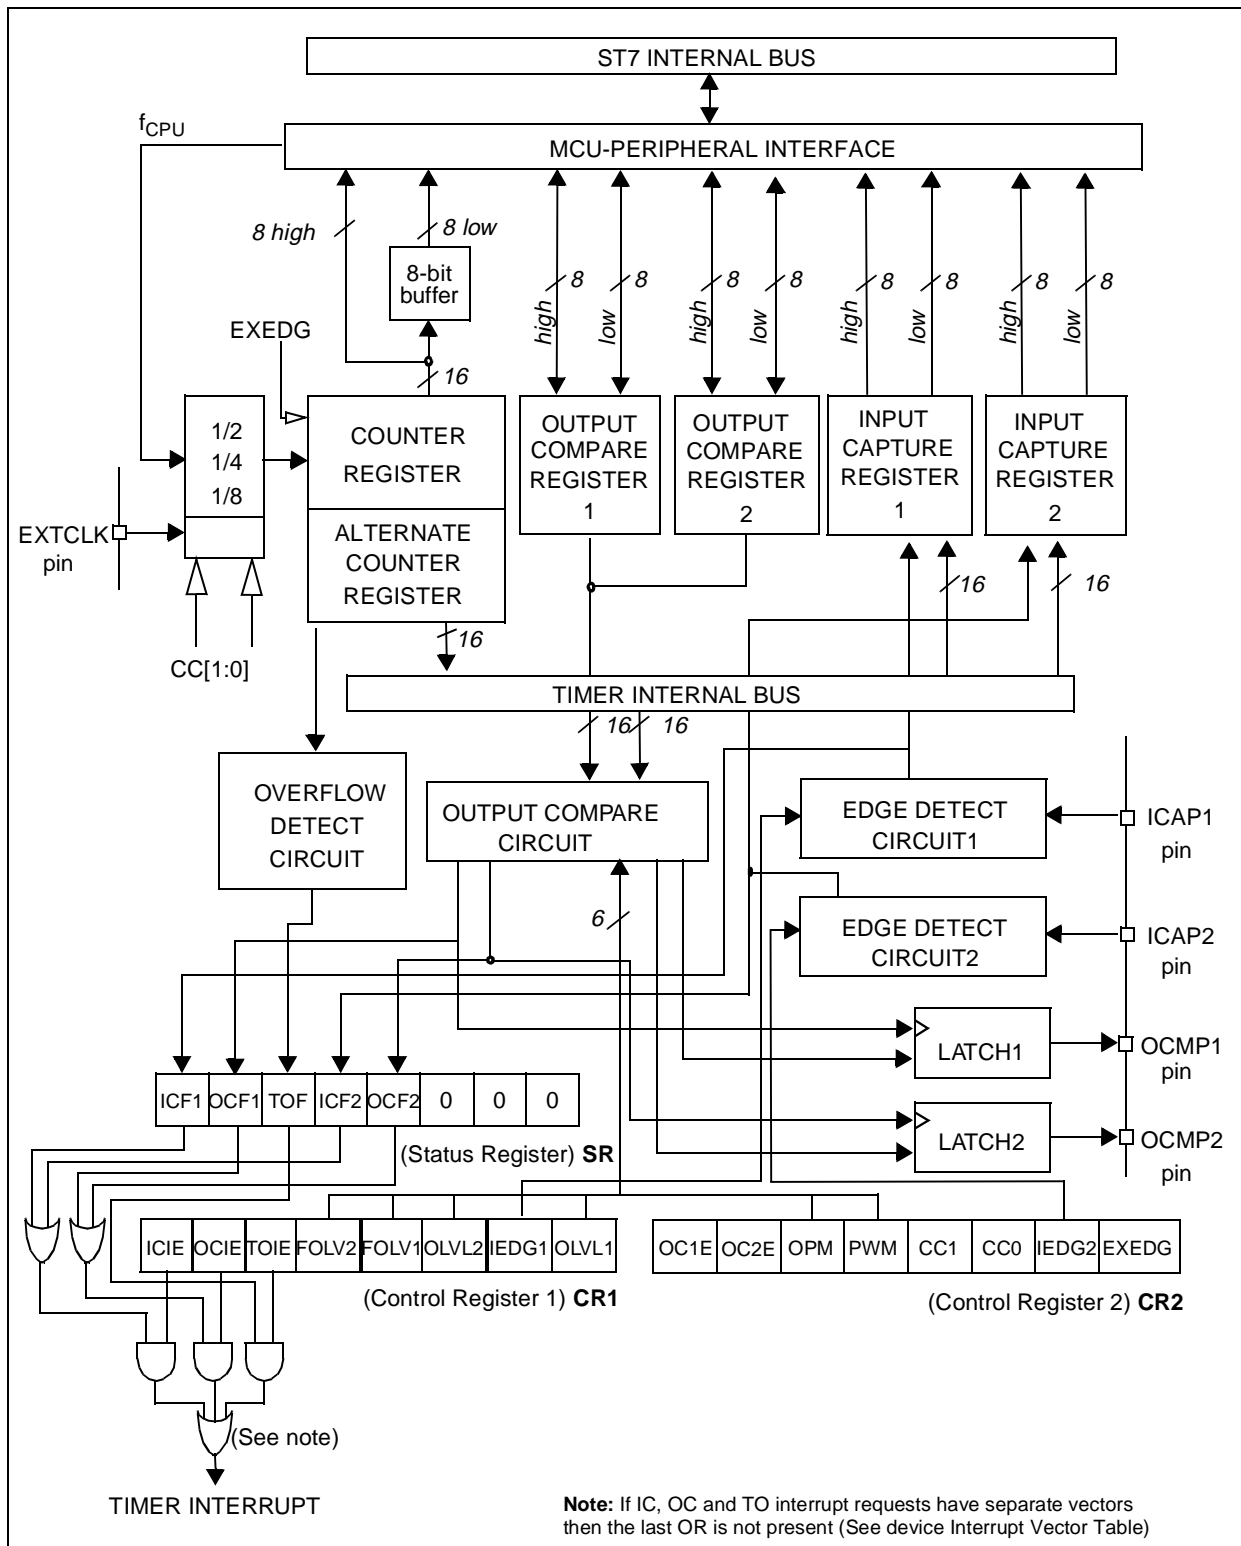 ST7 INTERNAL BUS
fCPU
MCU-PERIPHERAL INTERFACE
8 high
8 low
8-bit
buffer
8
8
8
8
8
8
8
8
high
low
high
low
high
low
high
low
EXEDG
16
1/2
1/4
1/8
COUNTER
REGISTER
ALTERNATE
COUNTER
REGISTER
OUTPUT
COMPARE
REGISTER
1
OUTPUT
COMPARE
REGISTER
2
INPUT
CAPTURE
REGISTER
1
INPUT
CAPTURE
REGISTER
2
EXTCLK
pin
16
16
16
CC[1:0]
TIMER INTERNAL BUS
16
16
OVERFLOW
DETECT
CIRCUIT
OUTPUT COMPARE
CIRCUIT
EDGE DETECT
CIRCUIT1
ICAP1
pin
6
EDGE DETECT
CIRCUIT2
ICAP2
pin
LATCH1
OCMP1
pin
ICF1 OCF1 TOF ICF2 OCF2 0 0 0
(Status Register) SR
LATCH2
OCMP2
pin
ICIE OCIE TOIE FOLV2 FOLV1 OLVL2 IEDG1 OLVL1
(Control Register 1) CR1
OC1E OC2E OPM PWM CC1 CC0 IEDG2 EXEDG
(Control Register 2) CR2
(See note)
TIMER INTERRUPT
Note: If IC, OC and TO interrupt requests have separate vectors
then the last OR is not present (See device Interrupt Vector Table)